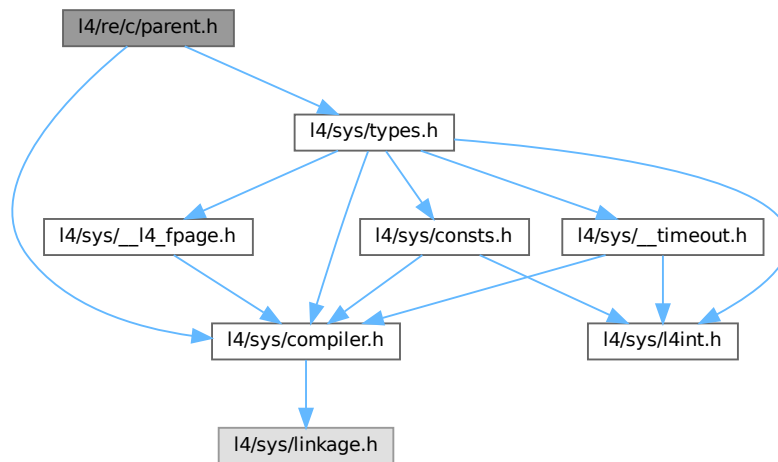 l4/re/c/parent.h
l4/sys/types.h
l4/sys/__l4_fpage.h
l4/sys/consts.h
l4/sys/__timeout.h
l4/sys/compiler.h
l4/sys/l4int.h
l4/sys/linkage.h